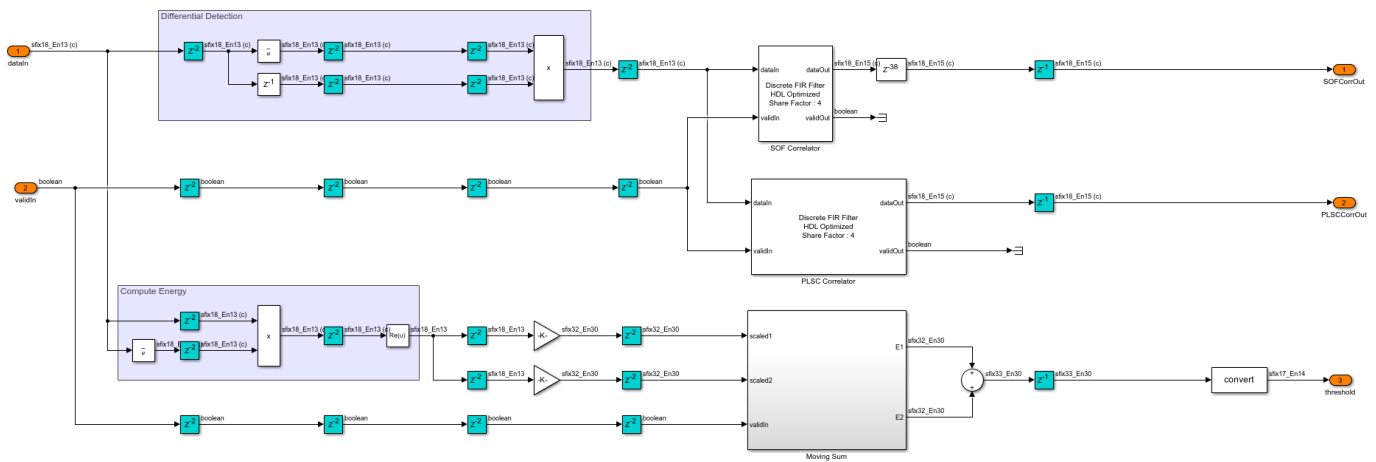 Differential Detection
1
dataIn
sfix18_En13 (c)
z-2
sfix18_En13 (c)
ū
sfix18_En13 (c)
z-2
sfix18_En13 (c)
z-2
sfix18_En13 (c)
z-1
sfix18_En13 (c)
z-2
sfix18_En13 (c)
z-2
sfix18_En13 (c)
x
sfix18_En13 (c)
z-2
sfix18_En13 (c)
dataIn
dataOut
Discrete FIR Filter
HDL Optimized
Share Factor : 4
validIn
validOut
SOF Correlator
sfix18_En15 (c)
z-38
sfix18_En15 (c)
z-1
sfix18_En15 (c)
1
SOFCorrOut
boolean
2
validIn
boolean
z-2
boolean
z-2
boolean
z-2
boolean
z-2
boolean
dataIn
dataOut
Discrete FIR Filter
HDL Optimized
Share Factor : 4
validIn
validOut
PLSC Correlator
sfix18_En15 (c)
z-1
sfix18_En15 (c)
2
PLSCCorrOut
boolean
Compute Energy
z-2
sfix18_En13 (c)
ū
sfix18_En13 (c)
z-2
sfix18_En13 (c)
x
sfix18_En13 (c)
z-2
sfix18_En13 (c)
Re(u)
sfix18_En13
z-2
sfix18_En13
-K-
sfix32_En30
z-2
sfix32_En30
z-2
sfix18_En13
-K-
sfix32_En30
z-2
sfix32_En30
z-2
boolean
z-2
boolean
z-2
boolean
z-2
boolean
scaled1
scaled2
validIn
E1
E2
Moving Sum
sfix32_En30
sfix32_En30
+
+
sfix33_En30
z-1
sfix33_En30
convert
sfix17_En14
3
threshold